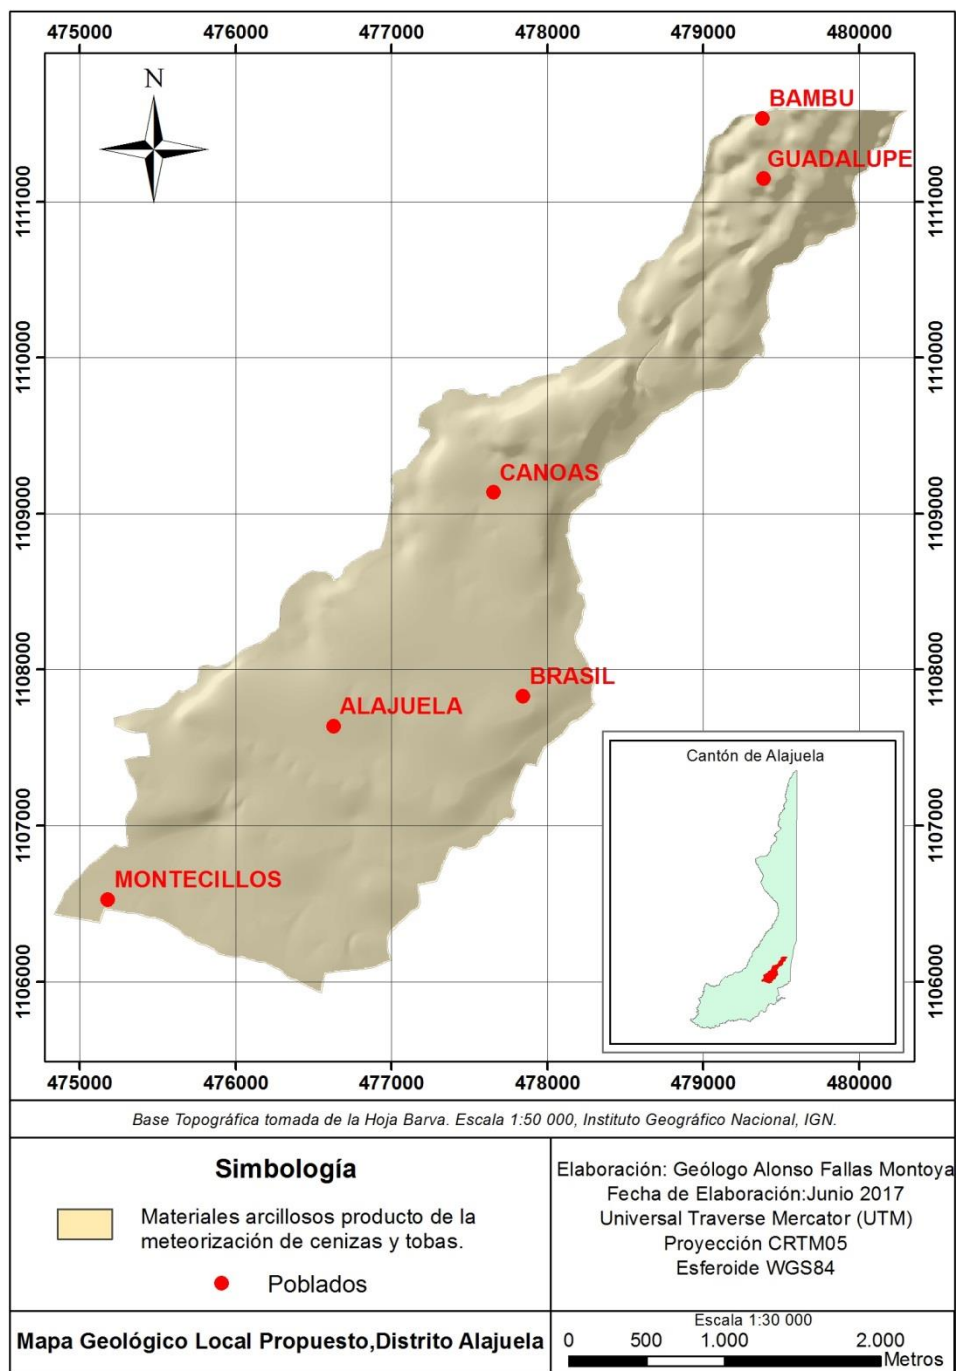 475000 476000 477000 478000 479000 480000
N
BAMBU
GUADALUPE
1111000 1111000
1110000 1110000
CANOAS
1109000 1109000
1108000 1108000
BRASIL
ALAJUELA
Cantón de Alajuela
1107000 1107000
MONTECILLOS
1106000 1106000
475000 476000 477000 478000 479000 480000
Base Topográfica tomada de la Hoja Barva. Escala 1:50 000, Instituto Geográfico Nacional, IGN.
Simbología
Materiales arcillosos producto de la
meteorización de cenizas y tobas.
Poblados
Elaboración: Geólogo Alonso Fallas Montoya
Fecha de Elaboración:Junio 2017
Universal Traverse Mercator (UTM)
Proyección CRTM05
Esferoide WGS84
Mapa Geológico Local Propuesto,Distrito Alajuela
Escala 1:30 000
0 500 1.000 2.000
Metros